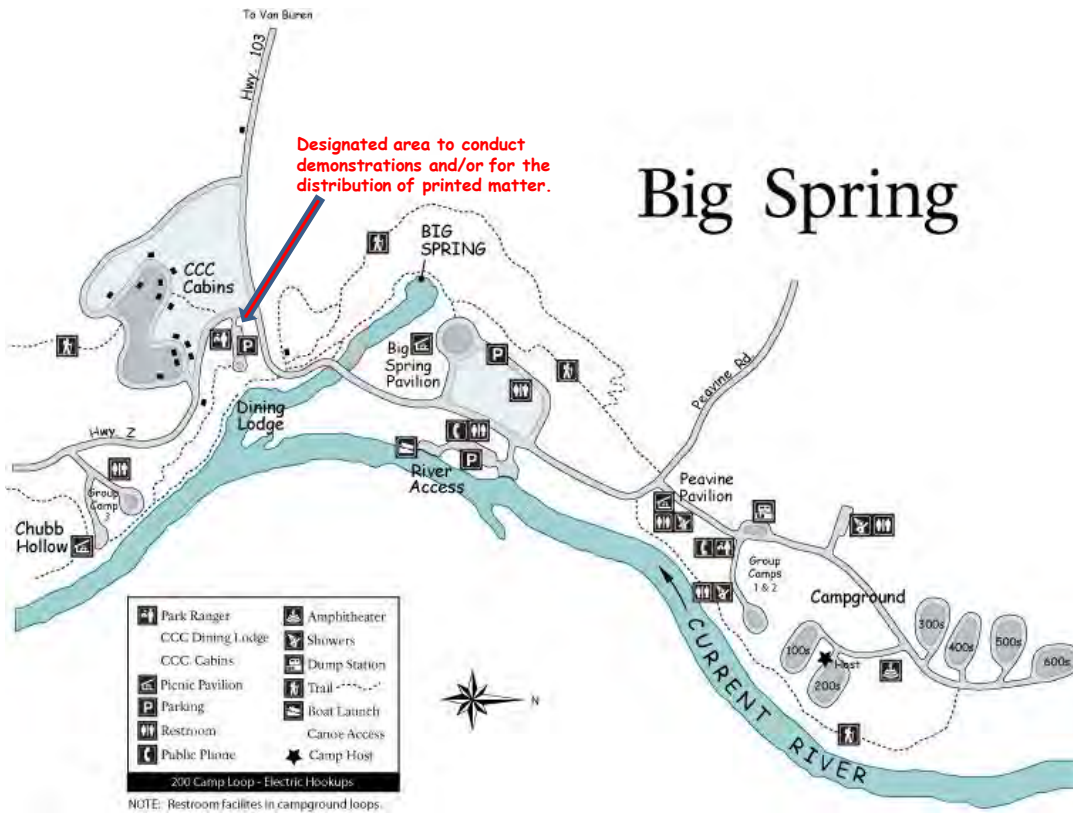 To Van Buren
Hwy. 103
Designated area to conduct
demonstrations and/or for the
distribution of printed matter.
Big Spring
BIG
SPRING
CCC
Cabins
P
Big
Spring
Pavilion
P
Peavine Rd
Dining
Lodge
Hwy Z
River
Access
P
Peavine
Pavilion
Group
Camp
3
Chubb
Hollow
Group
Camps
1 & 2
Campground
100s
Host
200s
300s
400s
500s
600s
CURRENT RIVER
Park Ranger
CCC Dining Lodge
CCC Cabins
Picnic Pavilion
P Parking
Restroom
Public Phone
Amphitheater
Showers
Dump Station
Trail
Boat Launch
Canoe Access
Camp Host
200 Camp Loop - Electric Hookups
N
NOTE: Restroom facilites in campground loops.